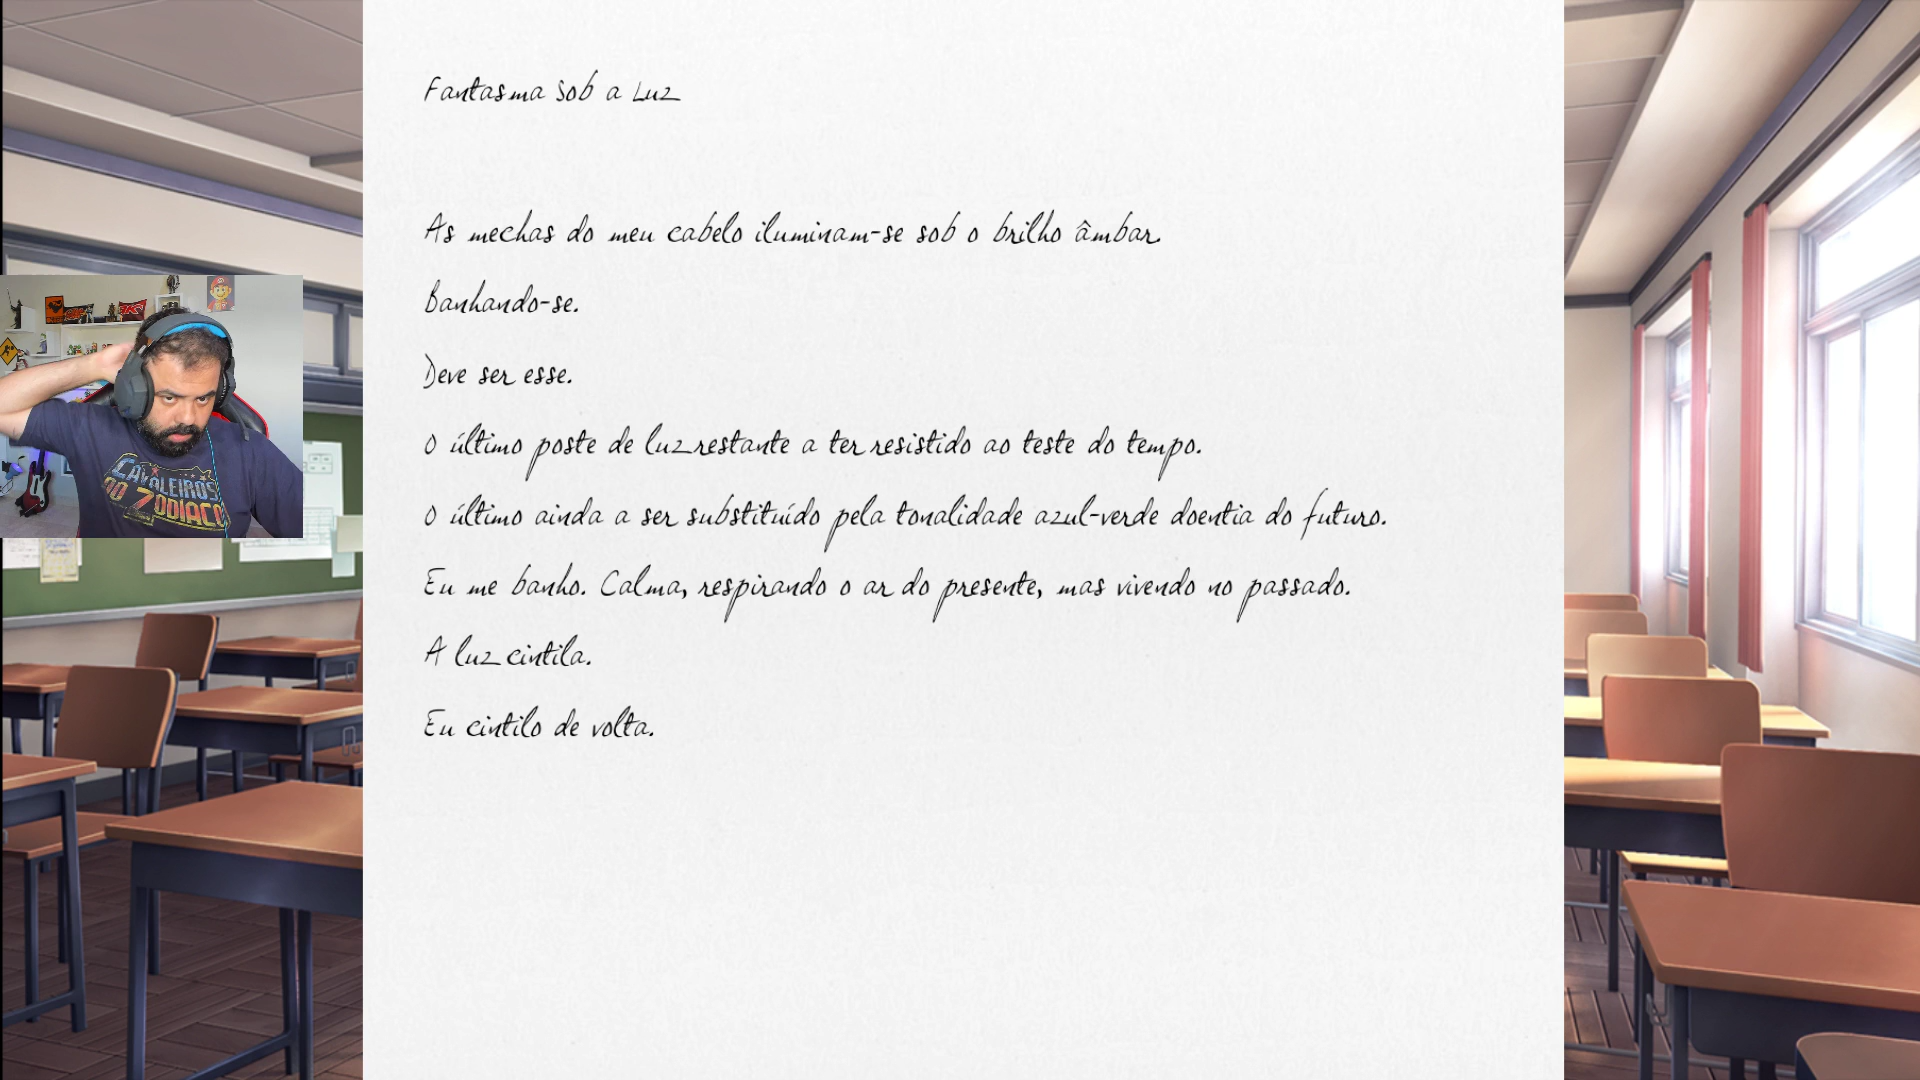 Fantasma Sob a Luz
As mechas do meu cabelo iluminam-se sob o brilho âmbar.
Banhando-se.
Deve ser esse.
O último poste de luz restante a ter resistido ao teste do tempo.
O último ainda a ser substituído pela tonalidade azul-verde doentia do futuro.
Eu me banho. Calma, respirando o ar do presente, mas vivendo no passado.
A luz cintila.
Eu cintilo de volta.
CAVALEIROS
DO ZODIACO